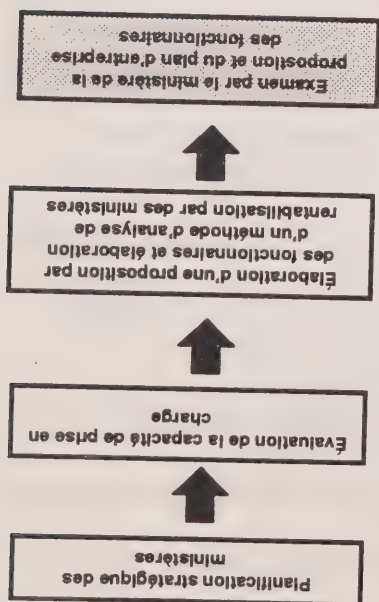 Planification stratégique des
ministères
Évaluation de la capacité de prise en
charge
Élaboration d'une proposition par
des fonctionnaires et élaboration
d'un méthode d'analyse de
rentabilisation par des ministères
Examen par le ministère de la
proposition et du plan d'entreprise
des fonctionnaires